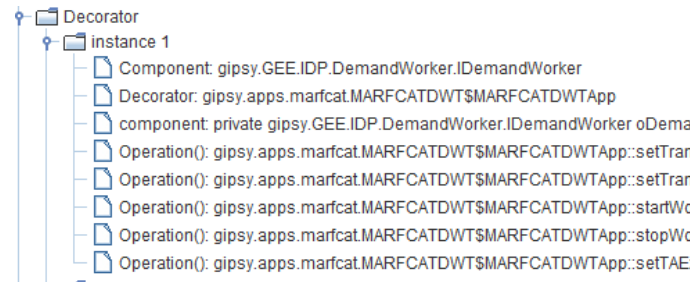 Decorator
instance 1
Component: gipsy.GEE.IDP.DemandWorker.IDemandWorker
Decorator: gipsy.apps.marfcat.MARFCATDWT$MARFCATDWTApp
component: private gipsy.GEE.IDP.DemandWorker.IDemandWorker oDema
Operation(): gipsy.apps.marfcat.MARFCATDWT$MARFCATDWTApp::setTran
Operation(): gipsy.apps.marfcat.MARFCATDWT$MARFCATDWTApp::setTran
Operation(): gipsy.apps.marfcat.MARFCATDWT$MARFCATDWTApp::startWo
Operation(): gipsy.apps.marfcat.MARFCATDWT$MARFCATDWTApp::stopWo
Operation(): gipsy.apps.marfcat.MARFCATDWT$MARFCATDWTApp::setTAE